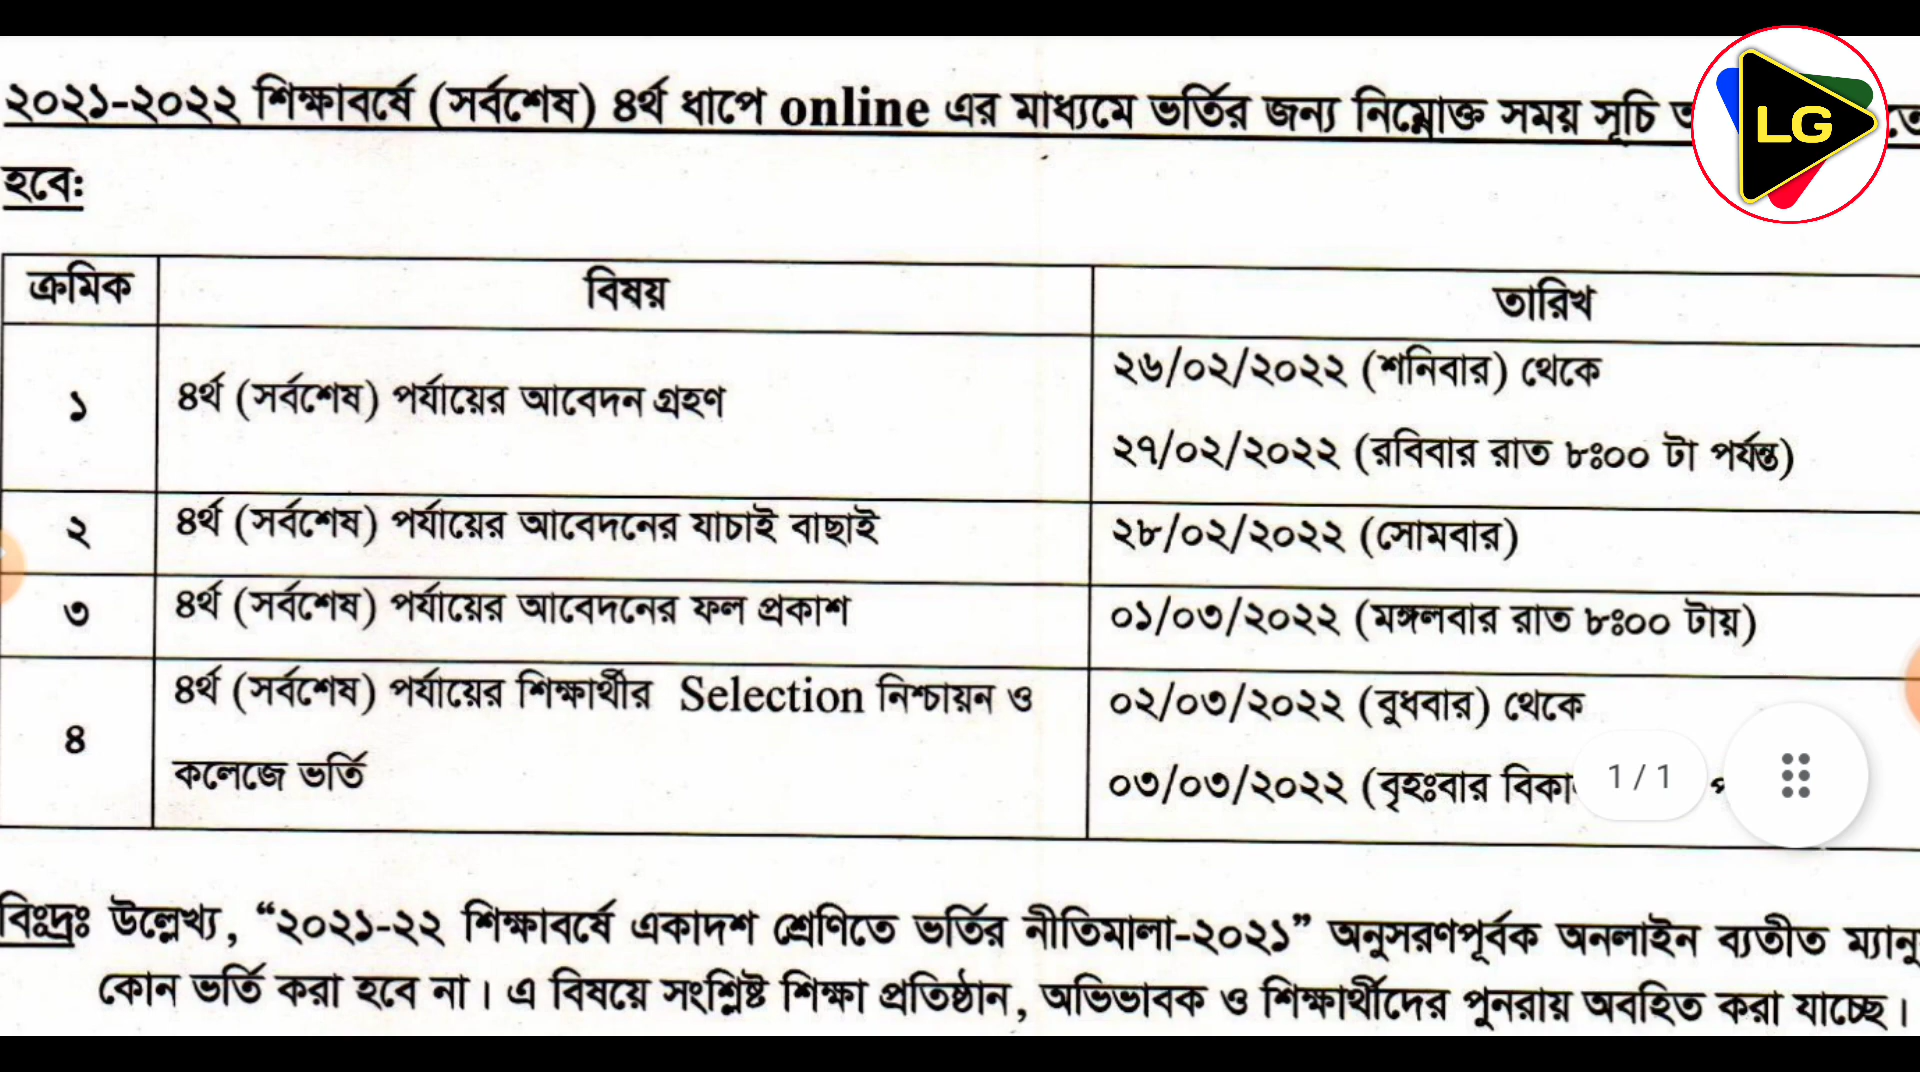 ২০২১-২০২২ শিক্ষাবর্ষে (সর্বশেষ) ৪র্থ ধাপে online এর মাধ্যমে ভর্তির জন্য নিম্নোক্ত সময় সূচি
LG
হবেঃ
ক্রমিক বিষয় তারিখ
১ ৪র্থ (সর্বশেষ) পর্যায়ের আবেদন গ্রহণ ২৬/০২/২০২২ (শনিবার) থেকে
২৭/০২/২০২২ (রবিবার রাত ৮ঃ০০ টা পর্যন্ত)
২ ৪র্থ (সর্বশেষ) পর্যায়ের আবেদনের যাচাই বাছাই ২৮/০২/২০২২ (সোমবার)
৩ ৪র্থ (সর্বশেষ) পর্যায়ের আবেদনের ফল প্রকাশ ০১/০৩/২০২২ (মঙ্গলবার রাত ৮ঃ০০ টায়)
৪ ৪র্থ (সর্বশেষ) পর্যায়ের শিক্ষার্থীর Selection নিশ্চায়ন ও ০২/০৩/২০২২ (বুধবার) থেকে
কলেজে ভর্তি ০৩/০৩/২০২২ (বৃহঃবার
1 / 1
বিঃদ্রঃ উল্লেখ্য, “২০২১-২২ শিক্ষাবর্ষে একাদশ শ্রেণিতে ভর্তির নীতিমালা-২০২১” অনুসরণপূর্বক অনলাইন ব্যতীত
কোন ভর্তি করা হবে না। এ বিষয়ে সংশ্লিষ্ট শিক্ষা প্রতিষ্ঠান, অভিভাবক ও শিক্ষার্থীদের পুনরায় অবহিত করা যাচ্ছে।